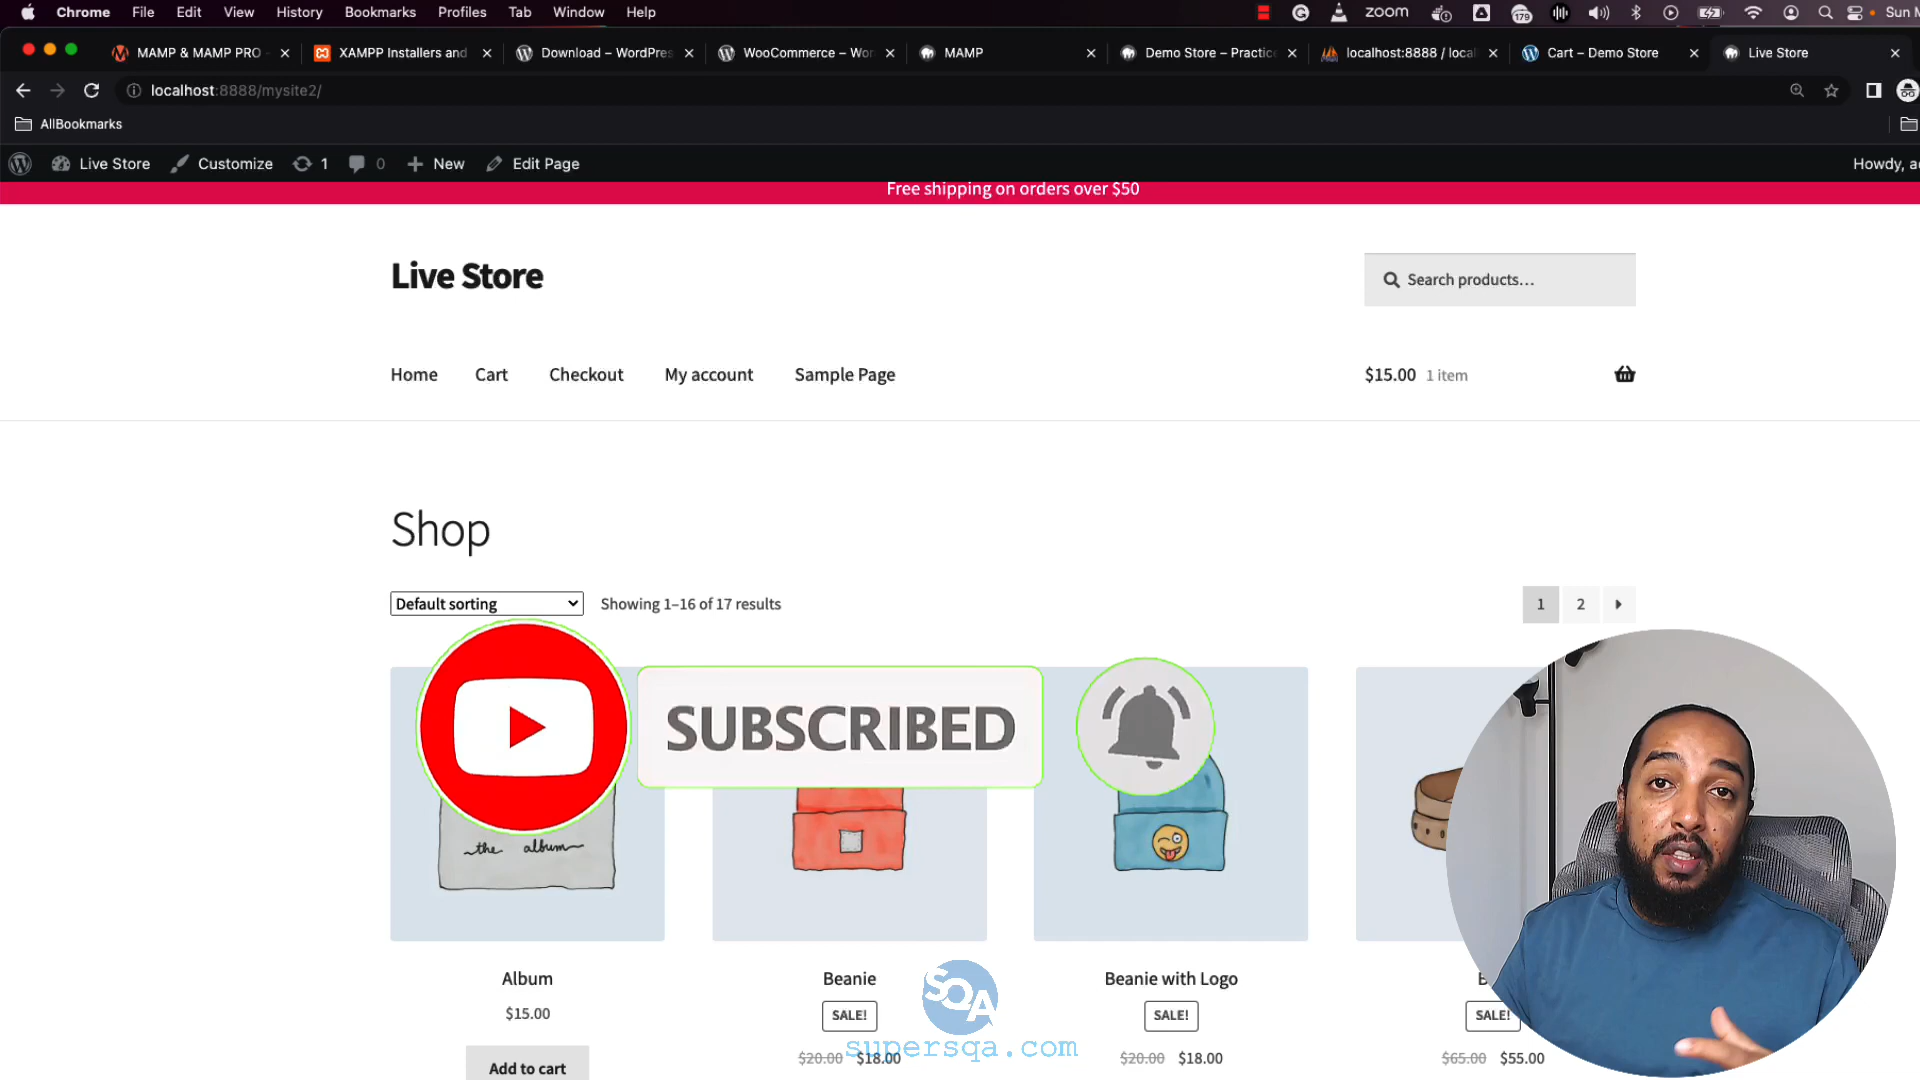 Chrome File Edit View History Bookmarks Profiles Tab Window Help zoom 179 Sun M
MAMP & MAMP PRO XAMPP Installers and Download – WordPres WooCommerce – Wor MAMP Demo Store – Practice localhost:8888 / local Cart – Demo Store Live Store
localhost:8888/mysite2/
AllBookmarks
Live Store Customize 1 0 New Edit Page Howdy, a
Free shipping on orders over $50
Live Store
Search products…
Home Cart Checkout My account Sample Page $15.00 1 item
Shop
Default sorting Showing 1–16 of 17 results 1 2
SUBSCRIBED
the album
Album Beanie Beanie with Logo
$15.00 SALE! SALE! SALE!
SQA
supersqa.com
$20.00 $18.00 $20.00 $18.00 $65.00 $55.00
Add to cart